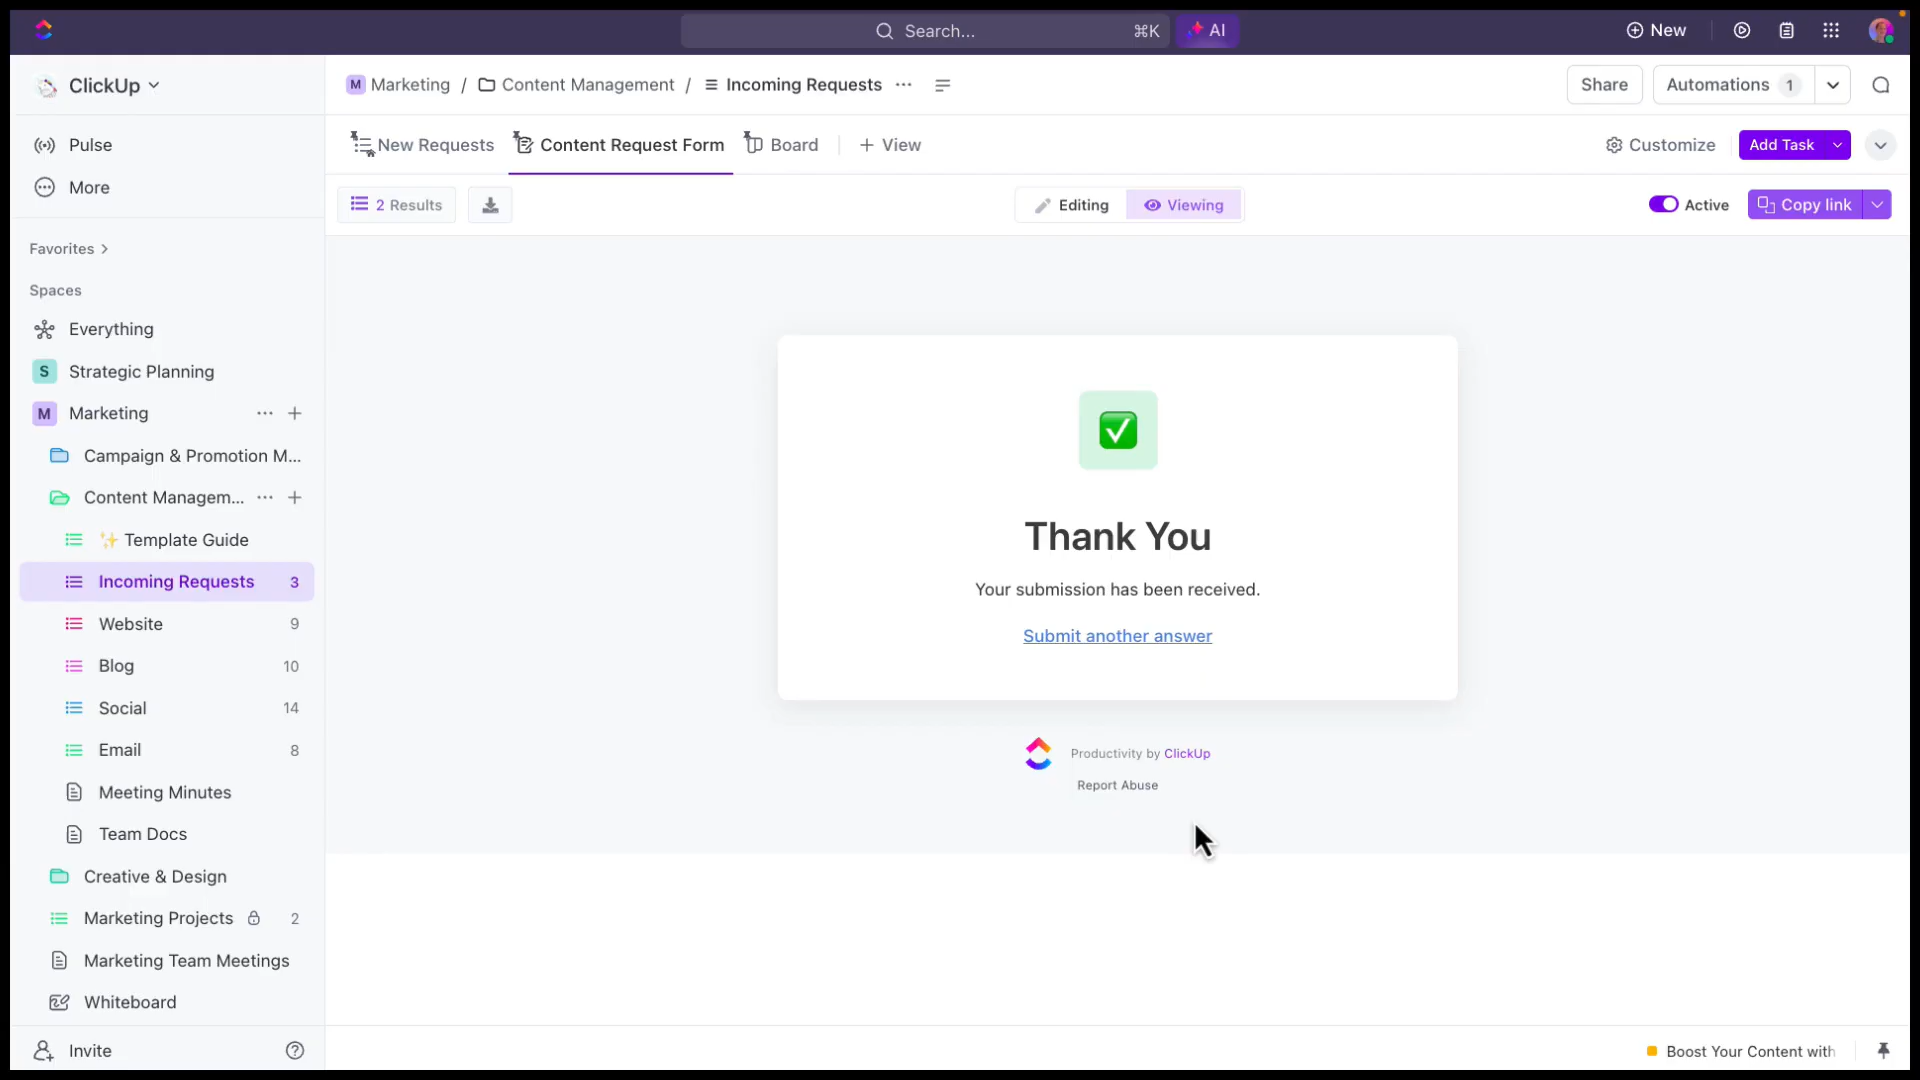 Search...
⌘K
AI
New
ClickUp
Pulse
More
Favorites
Spaces
Everything
S Strategic Planning
M Marketing
Campaign & Promotion M...
Content Managem...
✨ Template Guide
Incoming Requests 3
Website 9
Blog 10
Social 14
Email 8
Meeting Minutes
Team Docs
Creative & Design
Marketing Projects 2
Marketing Team Meetings
Whiteboard
Invite
M Marketing / Content Management / Incoming Requests
Share
Automations 1
New Requests
Content Request Form
Board
+ View
Customize
Add Task
2 Results
Editing
Viewing
Active
Copy link
Thank You
Your submission has been received.
Submit another answer
Productivity by ClickUp
Report Abuse
Boost Your Content with